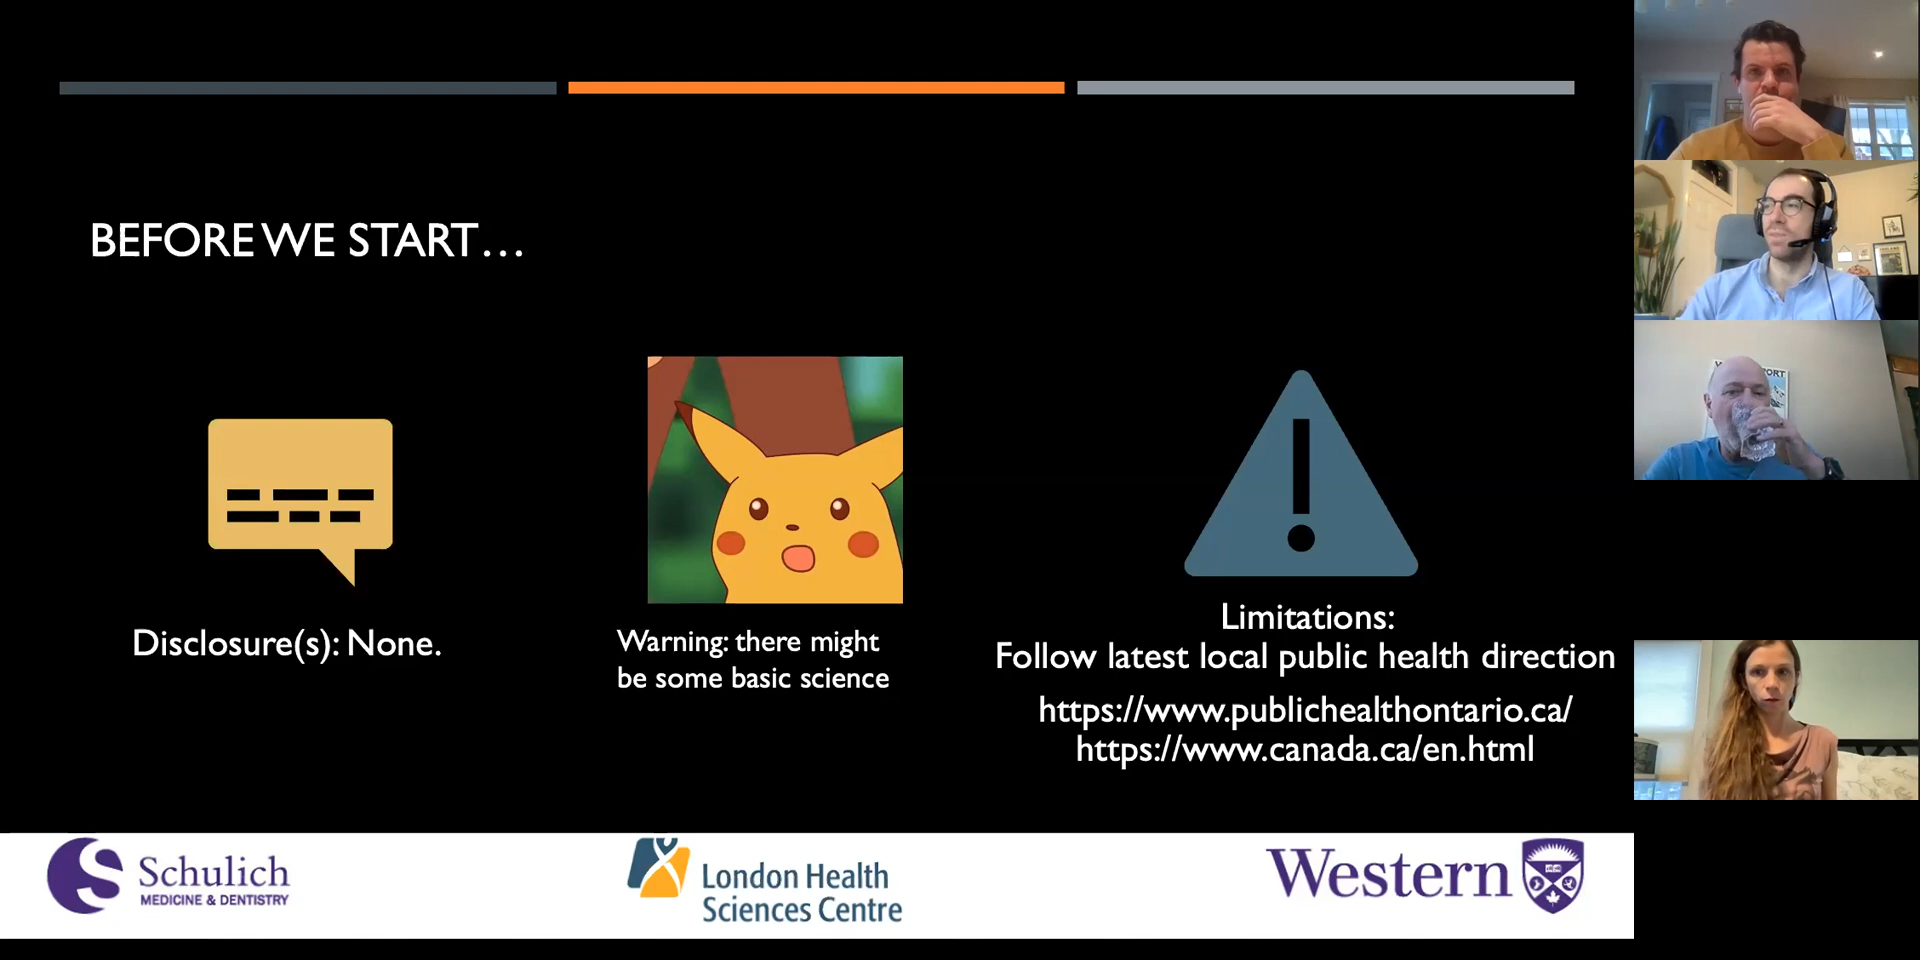 BEFORE WE START...
Disclosure(s): None.
Warning: there might
be some basic science
Limitations:
Follow latest local public health direction
https://www.publichealthontario.ca/
https://www.canada.ca/en.html
Schulich
MEDICINE & DENTISTRY
London Health
Sciences Centre
Western